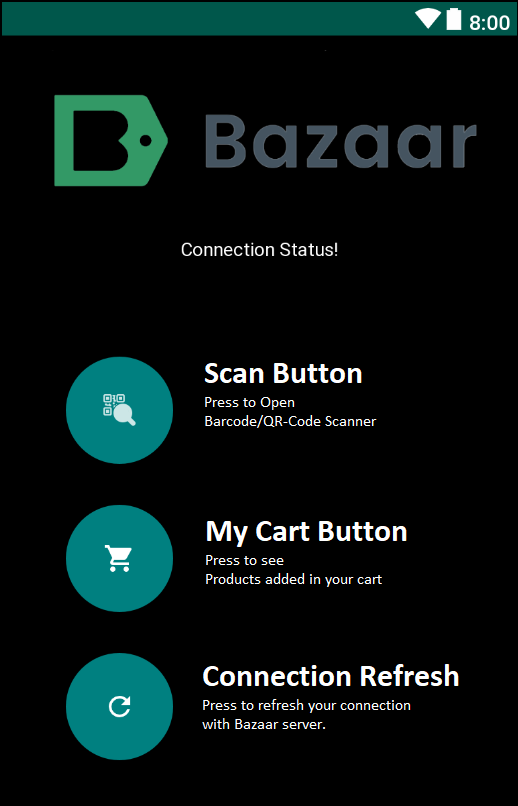 8:00
Bazaar
Connection Status!
Scan Button
Press to Open
Barcode/QR-Code Scanner
My Cart Button
Press to see
Products added in your cart
Connection Refresh
Press to refresh your connection
with Bazaar server.